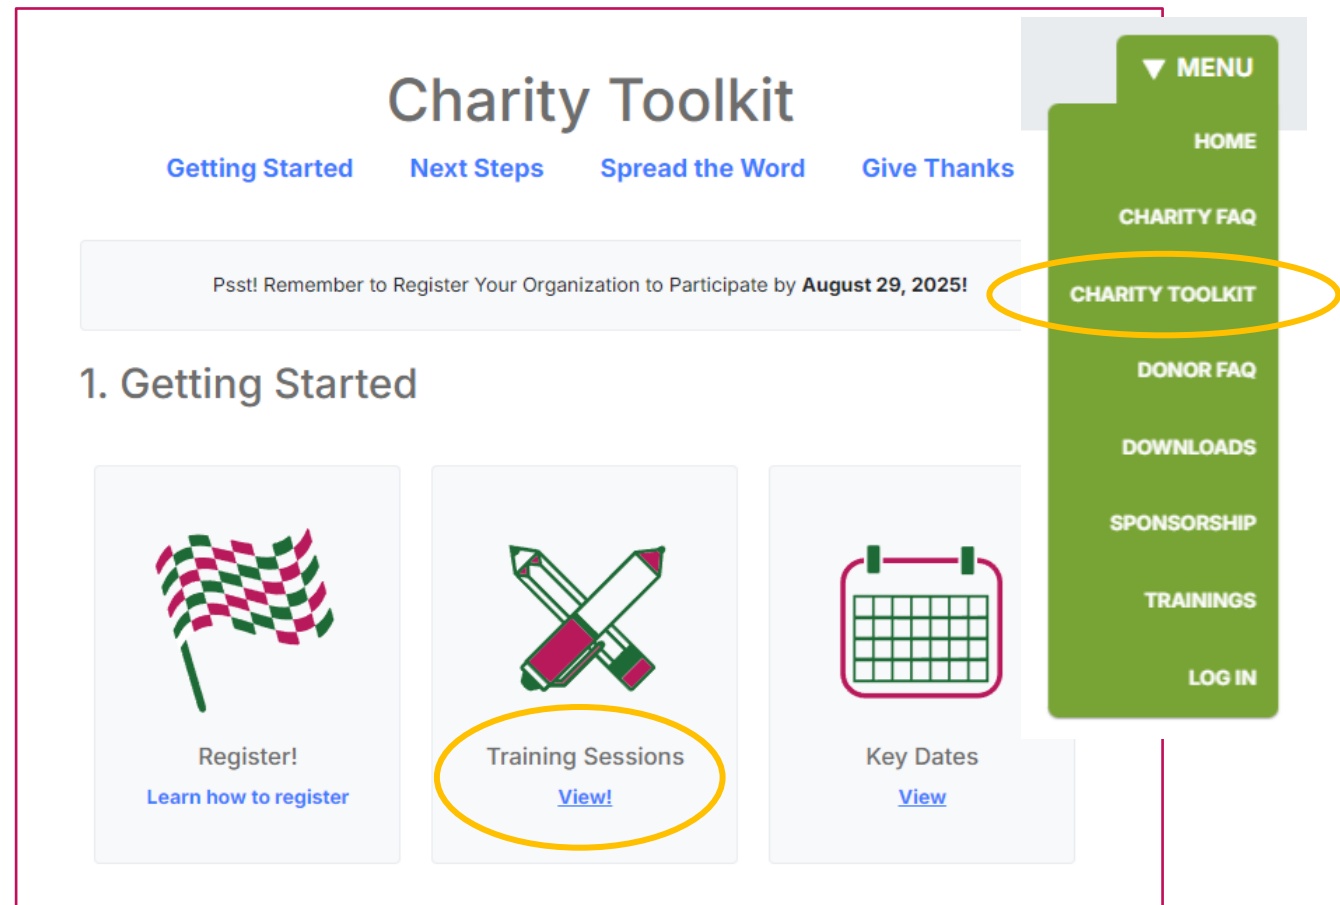 Charity Toolkit
Getting Started Next Steps Spread the Word Give Thanks
Psst! Remember to Register Your Organization to Participate by August 29, 2025!
1. Getting Started
Register!
Learn how to register
Training Sessions
View!
Key Dates
View
MENU
HOME
CHARITY FAQ
CHARITY TOOLKIT
DONOR FAQ
DOWNLOADS
SPONSORSHIP
TRAININGS
LOG IN